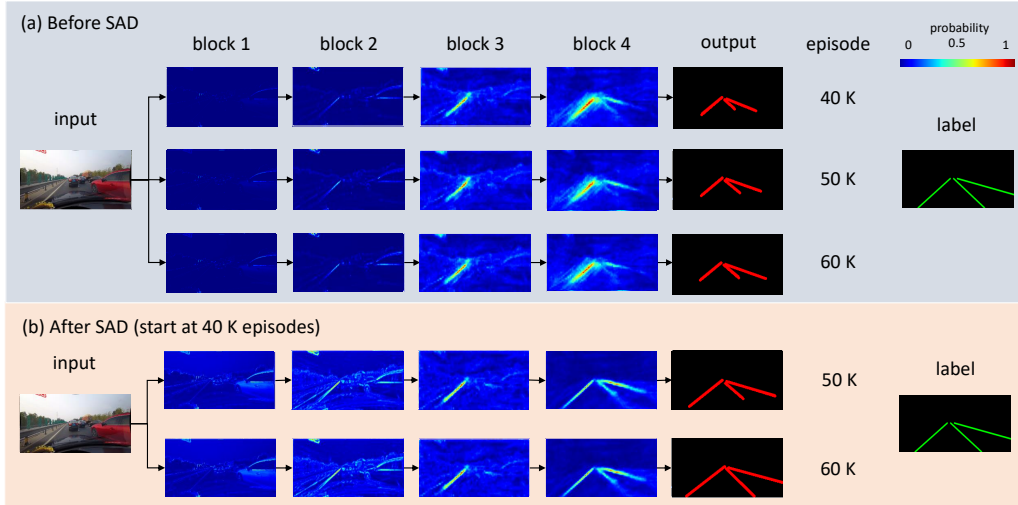 (a) Before SAD
block 1
block 2
block 3
block 4
output
episode
probability
0
0.5
1
input
40 K
label
50 K
60 K
(b) After SAD (start at 40 K episodes)
input
50 K
label
60 K